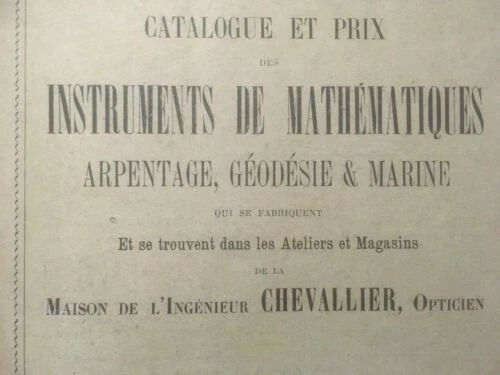 CATALOGUE ET PRIX
DES
INSTRUMENTS DE MATHÉMATIQUES
ARPENTAGE, GÉODÉSIE & MARINE
QUI SE FABRIQUENT
Et se trouvent dans les Ateliers et Magasins
DE LA
MAISON DE L'INGÉNIEUR CHEVALLIER, OPTICIEN